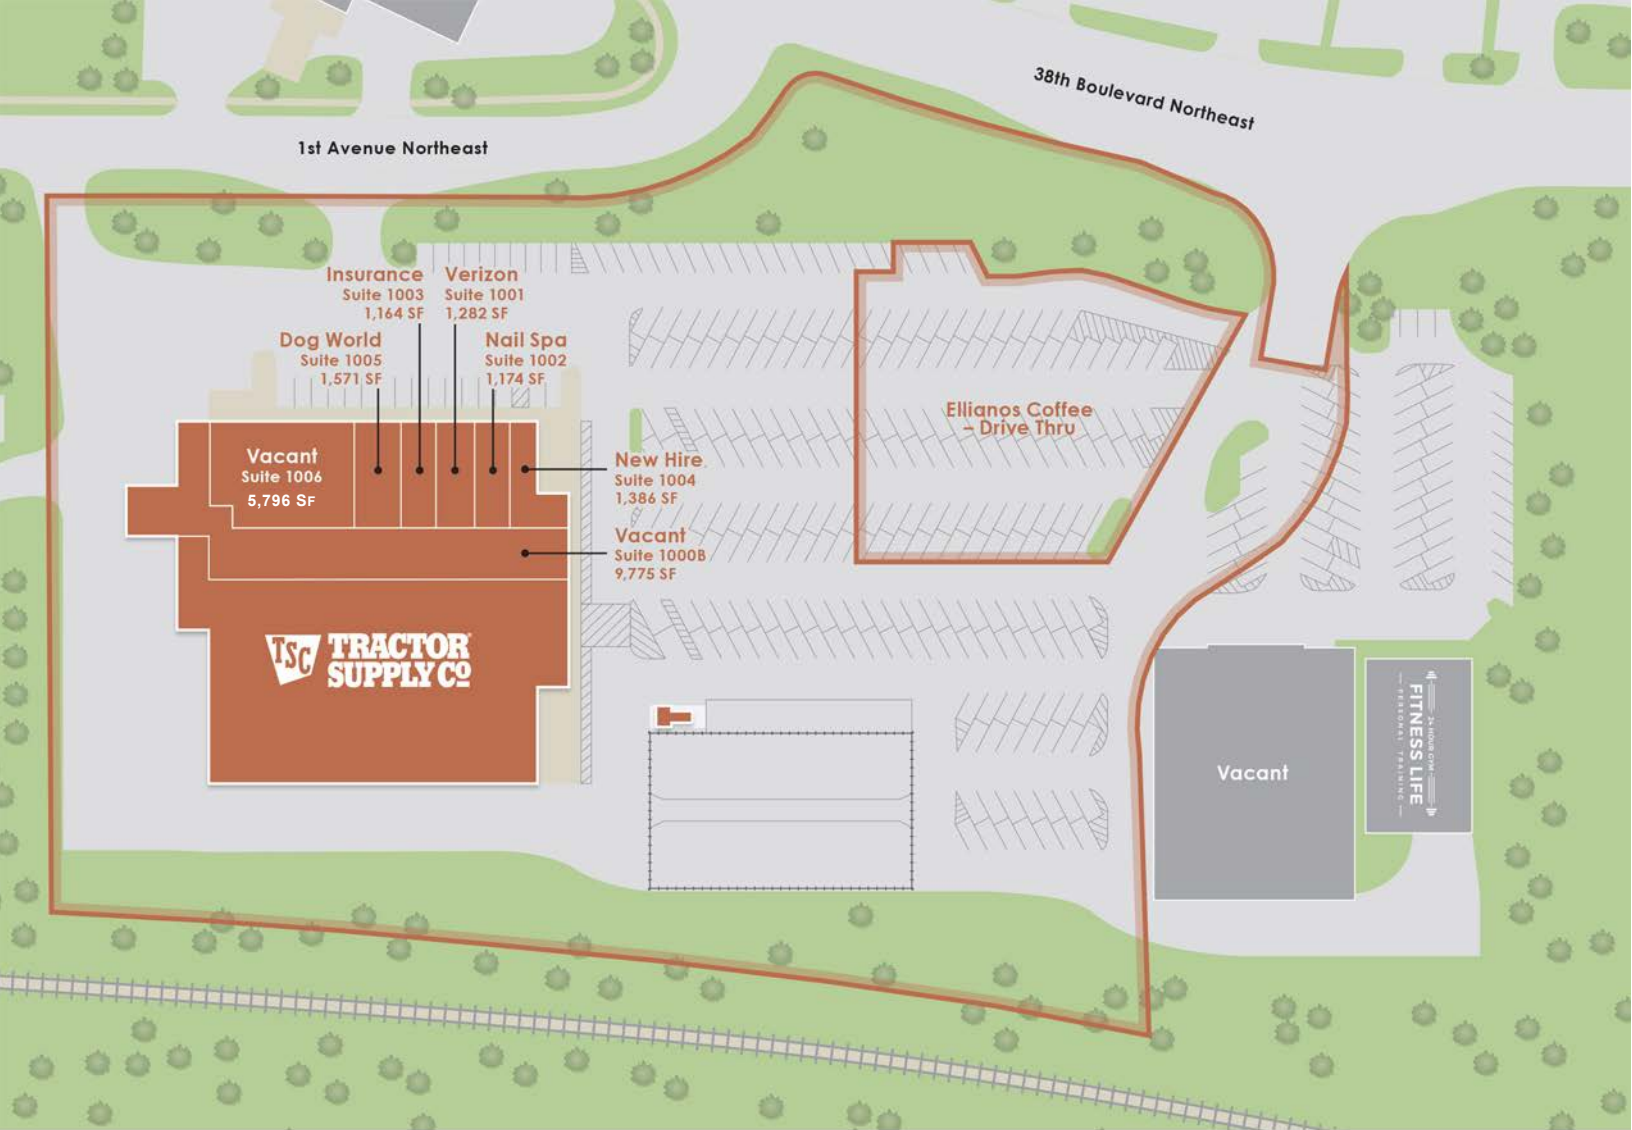 38th Boulevard Northeast
1st Avenue Northeast
Insurance
Suite 1003
1,164 SF
Verizon
Suite 1001
1,282 SF
Dog World
Suite 1005
1,571 SF
Nail Spa
Suite 1002
1,174 SF
Ellianos Coffee
– Drive Thru
Vacant
Suite 1006
5,796 SF
New Hire
Suite 1004
1,386 SF
Vacant
Suite 1000B
9,775 SF
TSC
TRACTOR
SUPPLY CO
Vacant
24 HOUR GYM
FITNESS LIFE
PERSONAL TRAINING